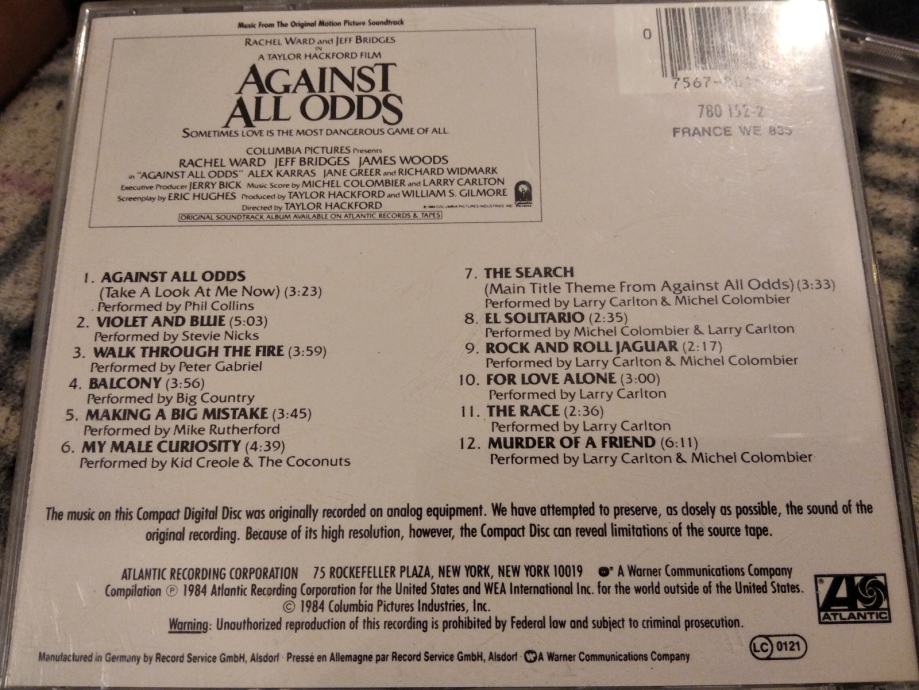 Music From The Original Motion Picture Soundtrack
RACHEL WARD and JEFF BRIDGES
IN
A TAYLOR HACKFORD FILM
AGAINST
ALL ODDS
SOMETIMES LOVE IS THE MOST DANGEROUS GAME OF ALL
COLUMBIA PICTURES Presents
RACHEL WARD JEFF BRIDGES JAMES WOODS
in "AGAINST ALL ODDS" ALEX KARRAS JANE GREER and RICHARD WIDMARK
Executive Producer JERRY BICK Music Score by MICHEL COLOMBIER and LARRY CARLTON
Screenplay by ERIC HUGHES Produced by TAYLOR HACKFORD and WILLIAM S. GILMORE
Directed by TAYLOR HACKFORD
ORIGINAL SOUNDTRACK ALBUM AVAILABLE ON ATLANTIC RECORDS & TAPES
0
7567-
FRANCE WE 835
1. AGAINST ALL ODDS
(Take A Look At Me Now) (3:23)
Performed by Phil Collins
2. VIOLET AND BLUE (5:03)
Performed by Stevie Nicks
3. WALK THROUGH THE FIRE (3:59)
Performed by Peter Gabriel
4. BALCONY (3:56)
Performed by Big Country
5. MAKING A BIG MISTAKE (3:45)
Performed by Mike Rutherford
6. MY MALE CURIOSITY (4:39)
Performed by Kid Creole & The Coconuts
7. THE SEARCH
(Main Title Theme From Against All Odds) (3:33)
Performed by Larry Carlton & Michel Colombier
8. EL SOLITARIO (2:35)
Performed by Michel Colombier & Larry Carlton
9. ROCK AND ROLL JAGUAR (2:17)
Performed by Larry Carlton & Michel Colombier
10. FOR LOVE ALONE (3:00)
Performed by Larry Carlton
11. THE RACE (2:36)
Performed by Larry Carlton
12. MURDER OF A FRIEND (6:11)
Performed by Larry Carlton & Michel Colombier
The music on this Compact Digital Disc was originally recorded on analog equipment. We have attempted to preserve, as closely as possible, the sound of the
original recording. Because of its high resolution, however, the Compact Disc can reveal limitations of the source tape.
ATLANTIC RECORDING CORPORATION 75 ROCKEFELLER PLAZA, NEW YORK, NEW YORK 10019 A Warner Communications Company
Compilation ℗ 1984 Atlantic Recording Corporation for the United States and WEA International Inc. for the world outside of the United States.
© 1984 Columbia Pictures Industries, Inc.
Warning: Unauthorized reproduction of this recording is prohibited by Federal law and subject to criminal prosecution.
ATLANTIC
Manufactured in Germany by Record Service GmbH, Alsdorf · Pressé en Allemagne par Record Service GmbH, Alsdorf A Warner Communications Company
LC 0121